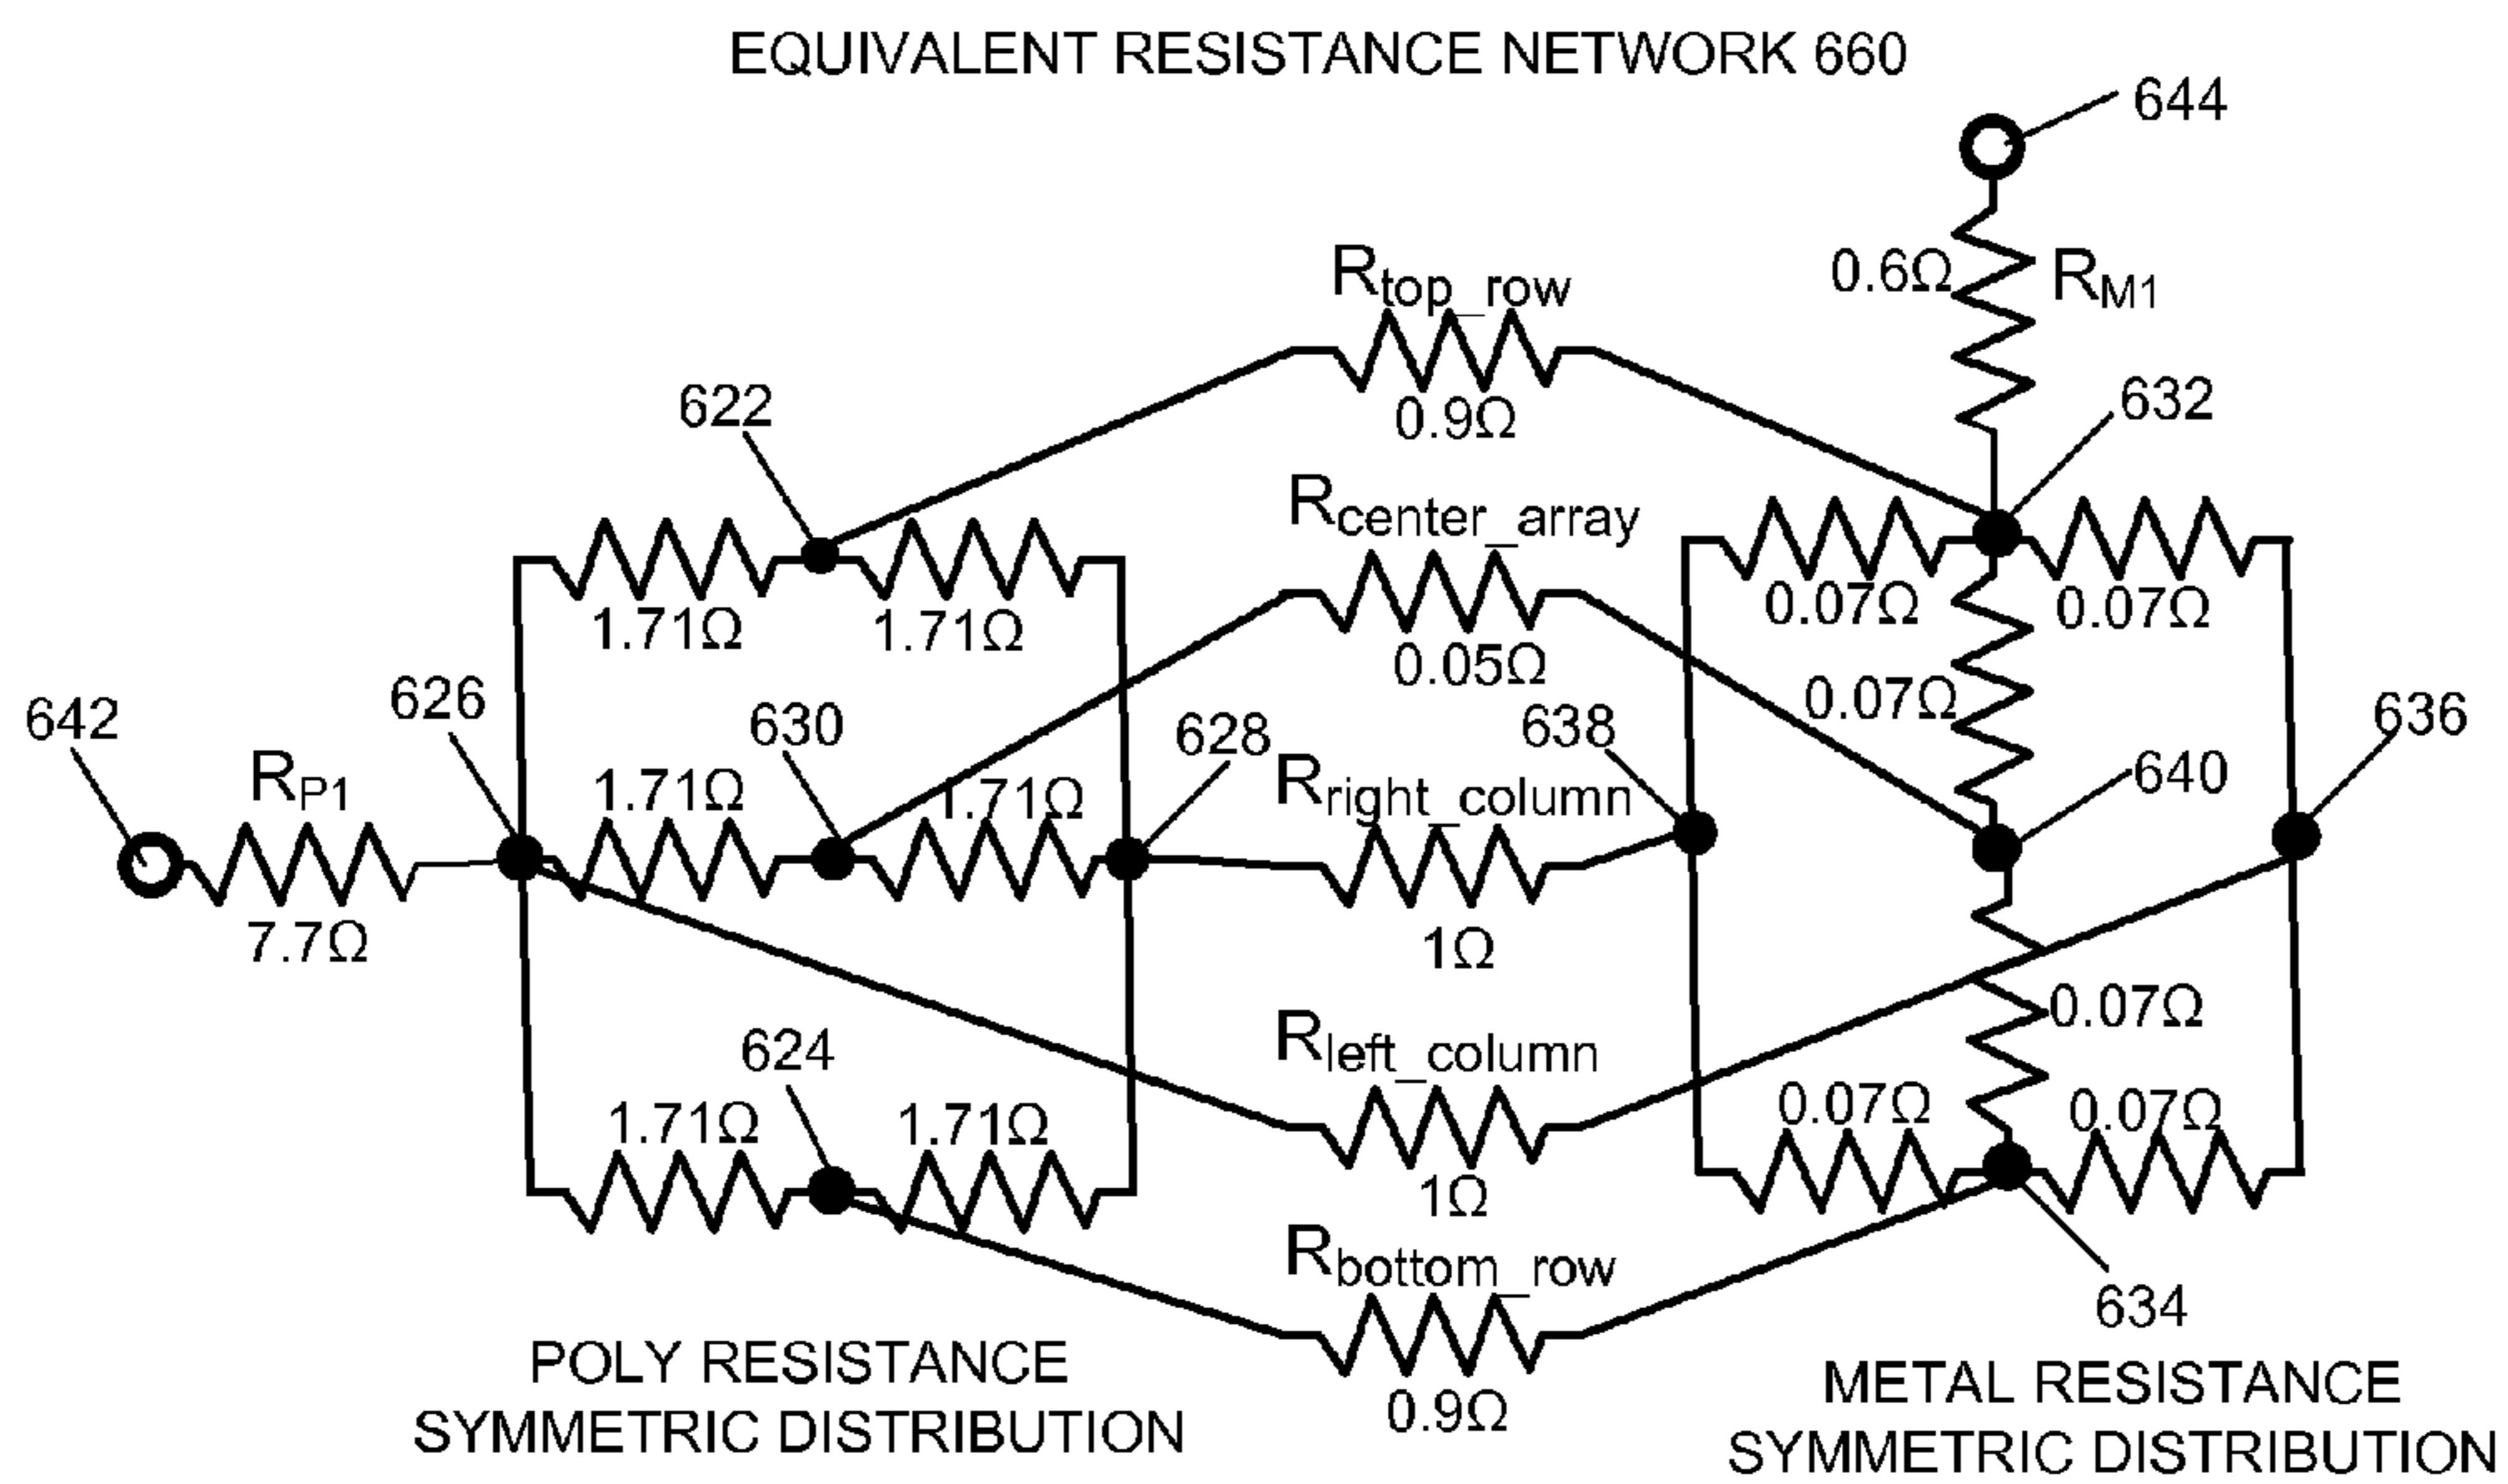 EQUIVALENT RESISTANCE NETWORK 660
644
0.6Ω
RM1
Rtop_row
0.9Ω
622
632
Rcenter_array
0.05Ω
1.71Ω
1.71Ω
0.07Ω
0.07Ω
642
626
630
628
638
0.07Ω
636
RP1
7.7Ω
1.71Ω
1.71Ω
Rright_column
1Ω
640
624
1.71Ω
1.71Ω
Rleft_column
1Ω
0.07Ω
0.07Ω
0.07Ω
Rbottom_row
0.9Ω
634
POLY RESISTANCE
SYMMETRIC DISTRIBUTION
METAL RESISTANCE
SYMMETRIC DISTRIBUTION